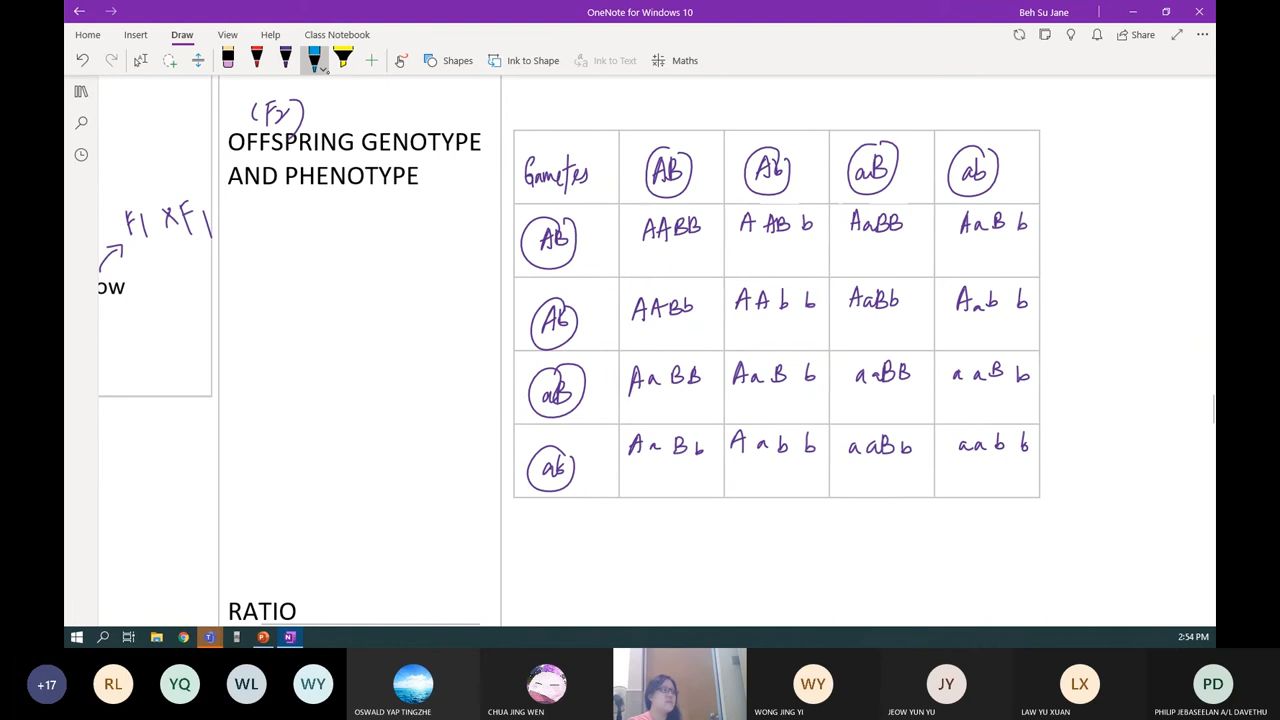 OneNote for Windows 10
Beh Su Jane
Home Insert Draw View Help Class Notebook
Share
Shapes Ink to Shape Ink to Text Maths
(F2)
OFFSPRING GENOTYPE
AND PHENOTYPE
F1 X F1
ow
Gametes AB Ab aB ab
AB AABB AABb AaBB AaBb
Ab AABb AAbb AaBb Aabb
aB AaBB AaBb aaBB aaBb
ab AaBb Aabb aaBb aabb
RATIO
2:54 PM
+17 RL YQ WL WY WY JY LX PD
OSWALD YAP TINGZHE CHUA JING WEN WONG JING YI JEOW YUN YU LAW YU XUAN PHILIP JEBASEELAN A/L DAVETHU